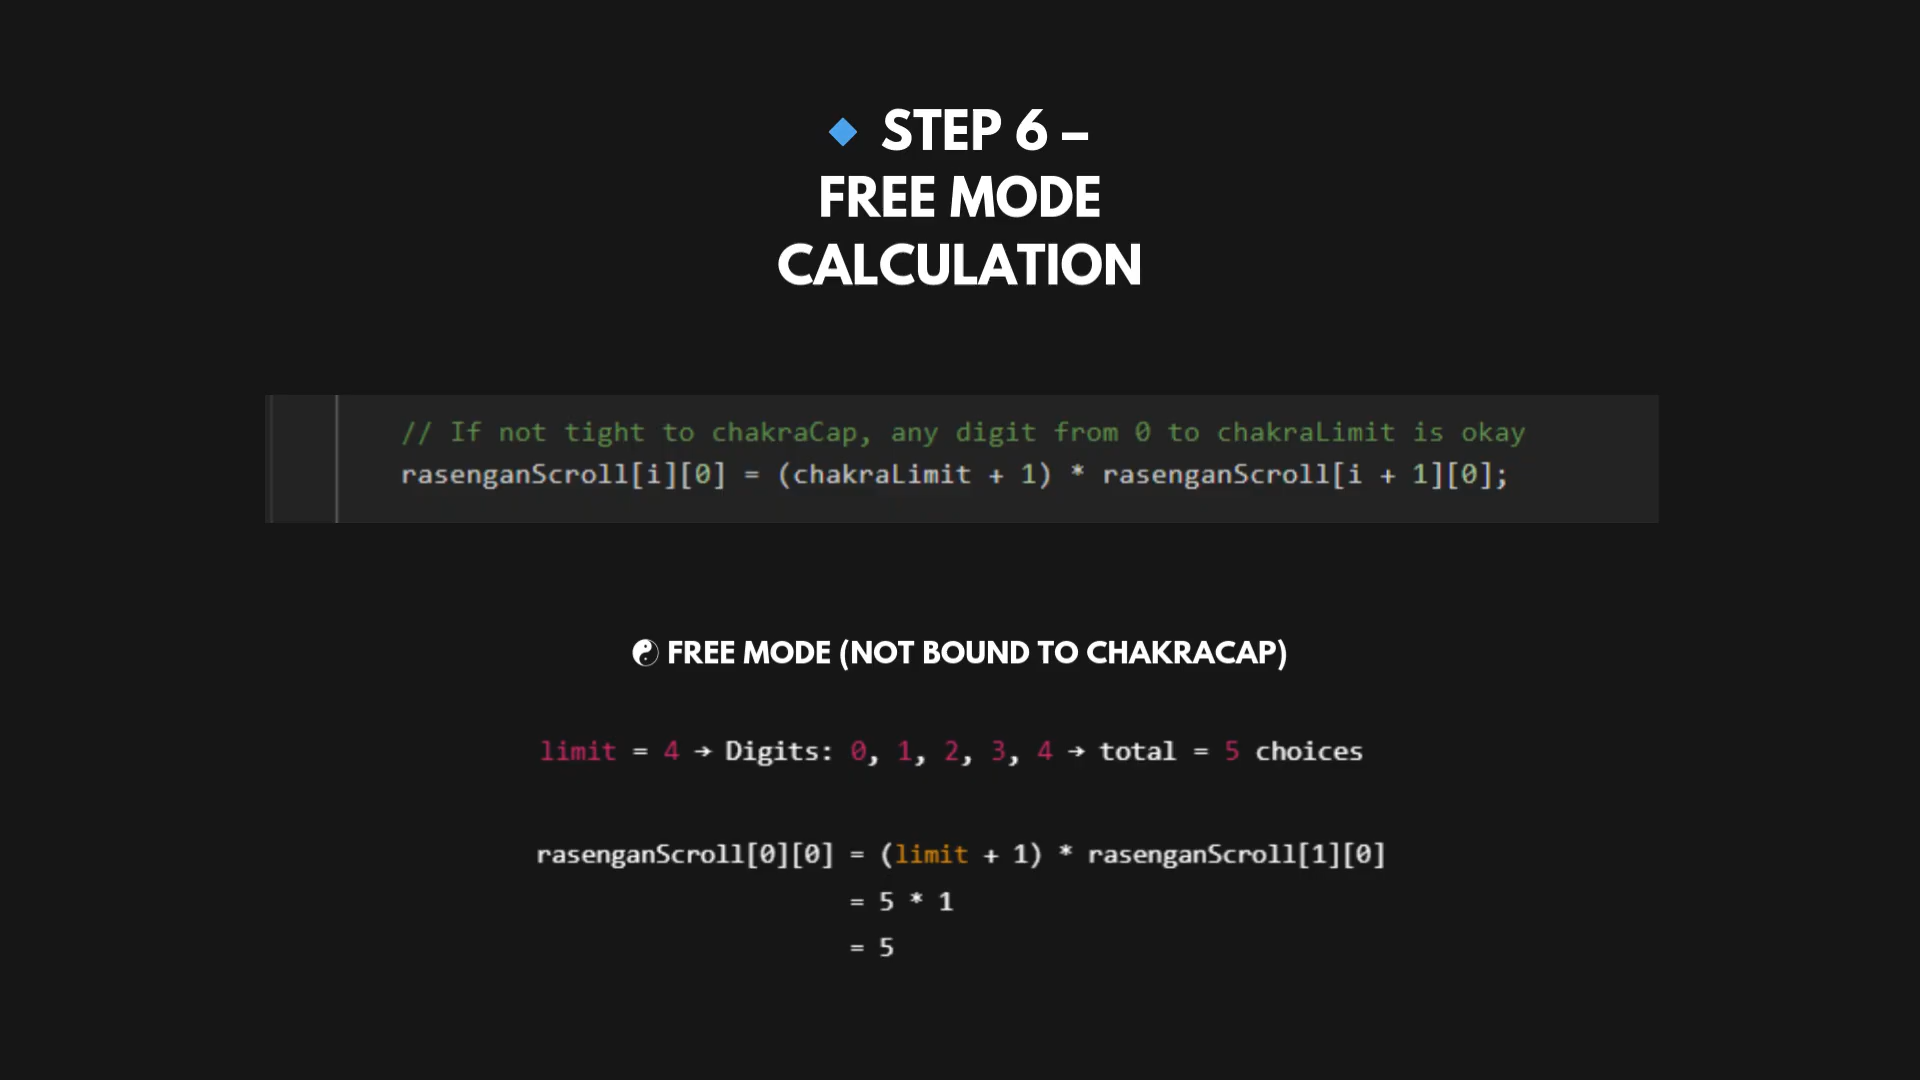 🔹 STEP 6 –
FREE MODE
CALCULATION
// If not tight to chakraCap, any digit from 0 to chakraLimit is okay
rasenganScroll[i][0] = (chakraLimit + 1) * rasenganScroll[i + 1][0];
☯ FREE MODE (NOT BOUND TO CHAKRACAP)
limit = 4 → Digits: 0, 1, 2, 3, 4 → total = 5 choices
rasenganScroll[0][0] = (limit + 1) * rasenganScroll[1][0]
= 5 * 1
= 5